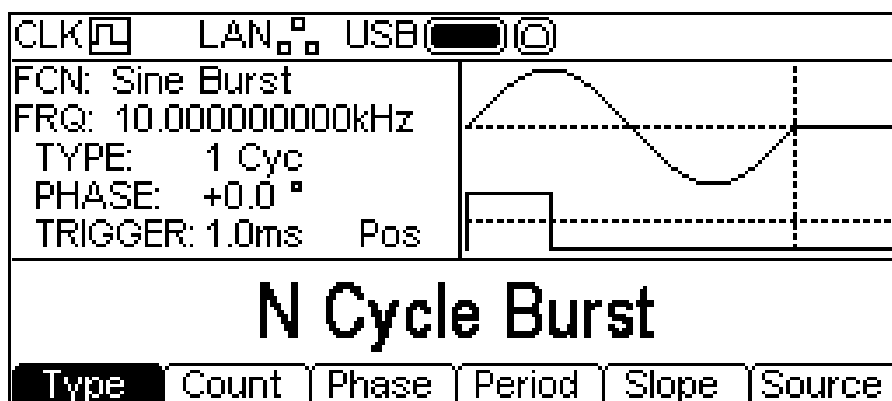 CLK LAN USB
FCN: Sine Burst
FRQ: 10.000000000kHz
TYPE: 1 Cyc
PHASE: +0.0 °
TRIGGER: 1.0ms Pos
N Cycle Burst
Type Count Phase Period Slope Source